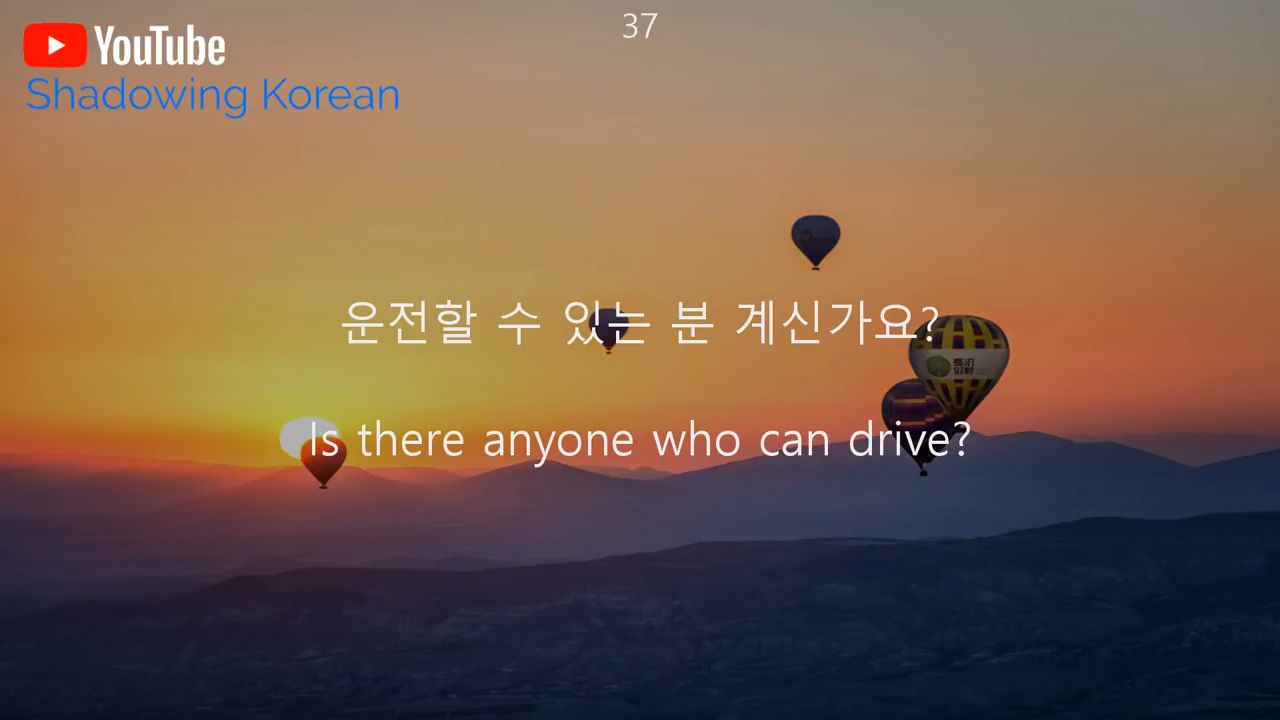 37
YouTube
Shadowing Korean
운전할 수 있는 분 계신가요?
Is there anyone who can drive?